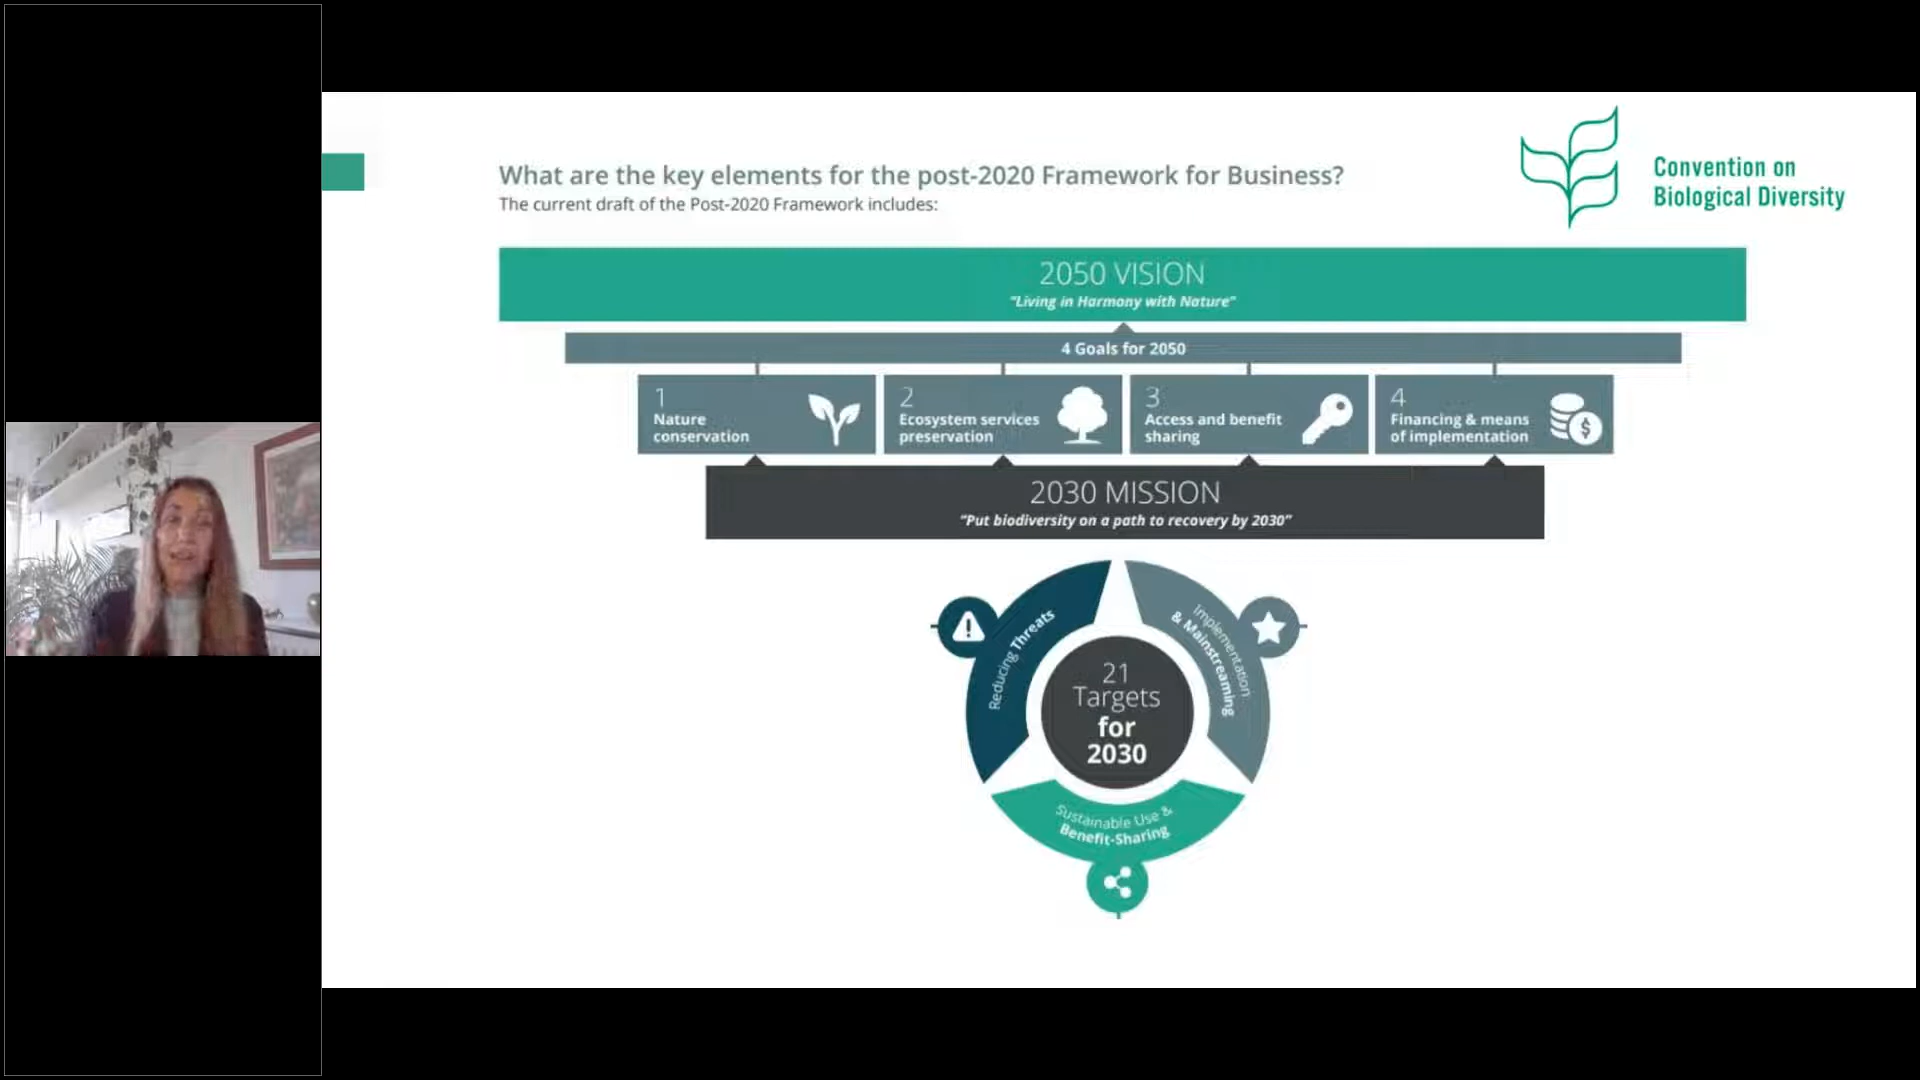 What are the key elements for the post-2020 Framework for Business?
The current draft of the Post-2020 Framework includes:
Convention on
Biological Diversity
2050 VISION
"Living in Harmony with Nature"
4 Goals for 2050
1
Nature
conservation
2
Ecosystem services
preservation
3
Access and benefit
sharing
4
Financing & means
of implementation
$
2030 MISSION
"Put biodiversity on a path to recovery by 2030"
Reducing Threats
Implementation
& Mainstreaming
21
Targets
for
2030
Sustainable Use &
Benefit-Sharing